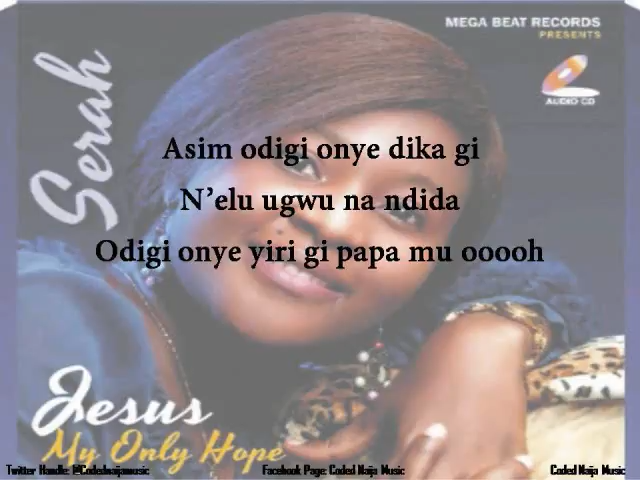 MEGA BEAT RECORDS
PRESENTS
AUDIO CD
Serah
Asim odigi onye dika gi
N'elu ugwu na ndida
Odigi onye yiri gi papa mu ooooh
Jesus
My Only Hope
Twitter Handle: @Codednaijamusic
Facebook Page: Coded Naija Music
Coded Naija Music